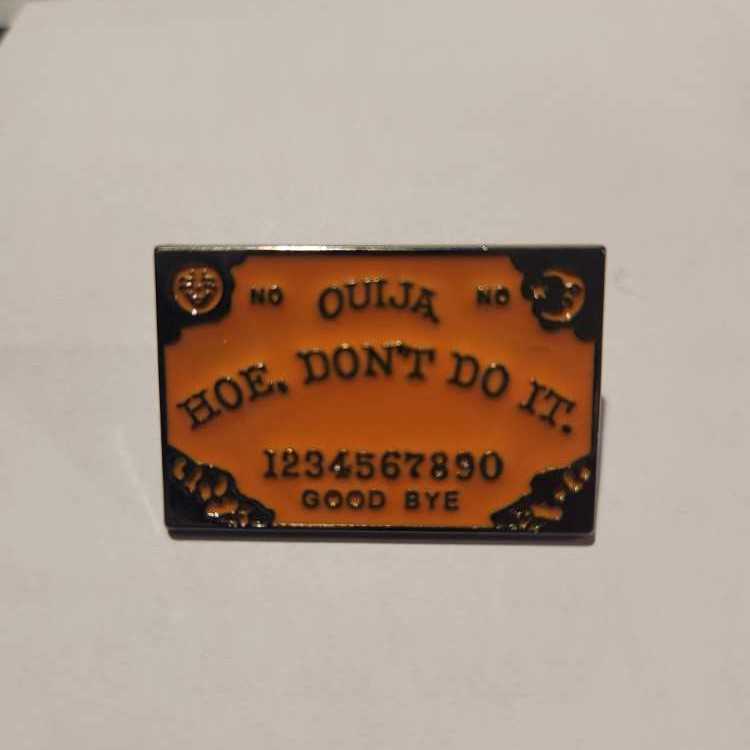 NO OUIJA NO
HOE, DON'T DO IT.
1234567890
GOOD BYE